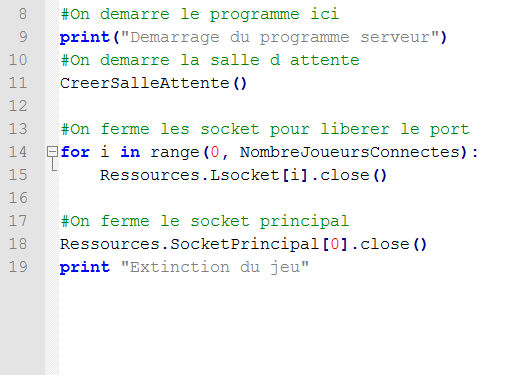 8 #On demarre le programme ici
9 print("Demarrage du programme serveur")
10 #On demarre la salle d attente
11 CreerSalleAttente()
12
13 #On ferme les socket pour liberer le port
14 for i in range(0, NombreJoueursConnectes):
15     Ressources.Lsocket[i].close()
16
17 #On ferme le socket principal
18 Ressources.SocketPrincipal[0].close()
19 print "Extinction du jeu"